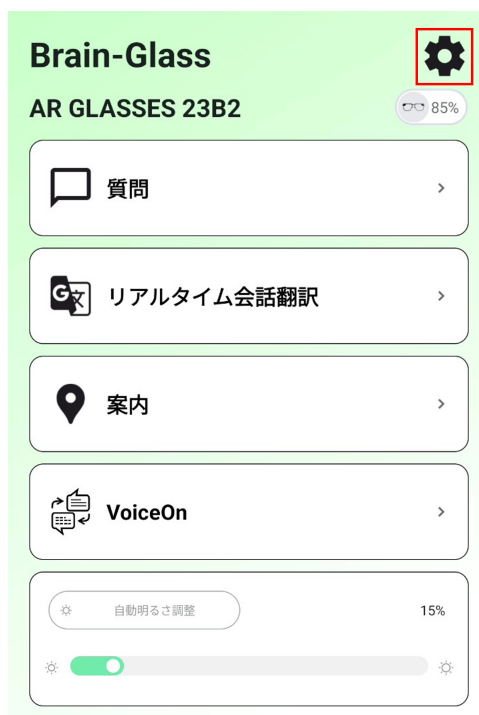 Brain-Glass
AR GLASSES 23B2
85%
質問
リアルタイム会話翻訳
案内
VoiceOn
自動明るさ調整
15%